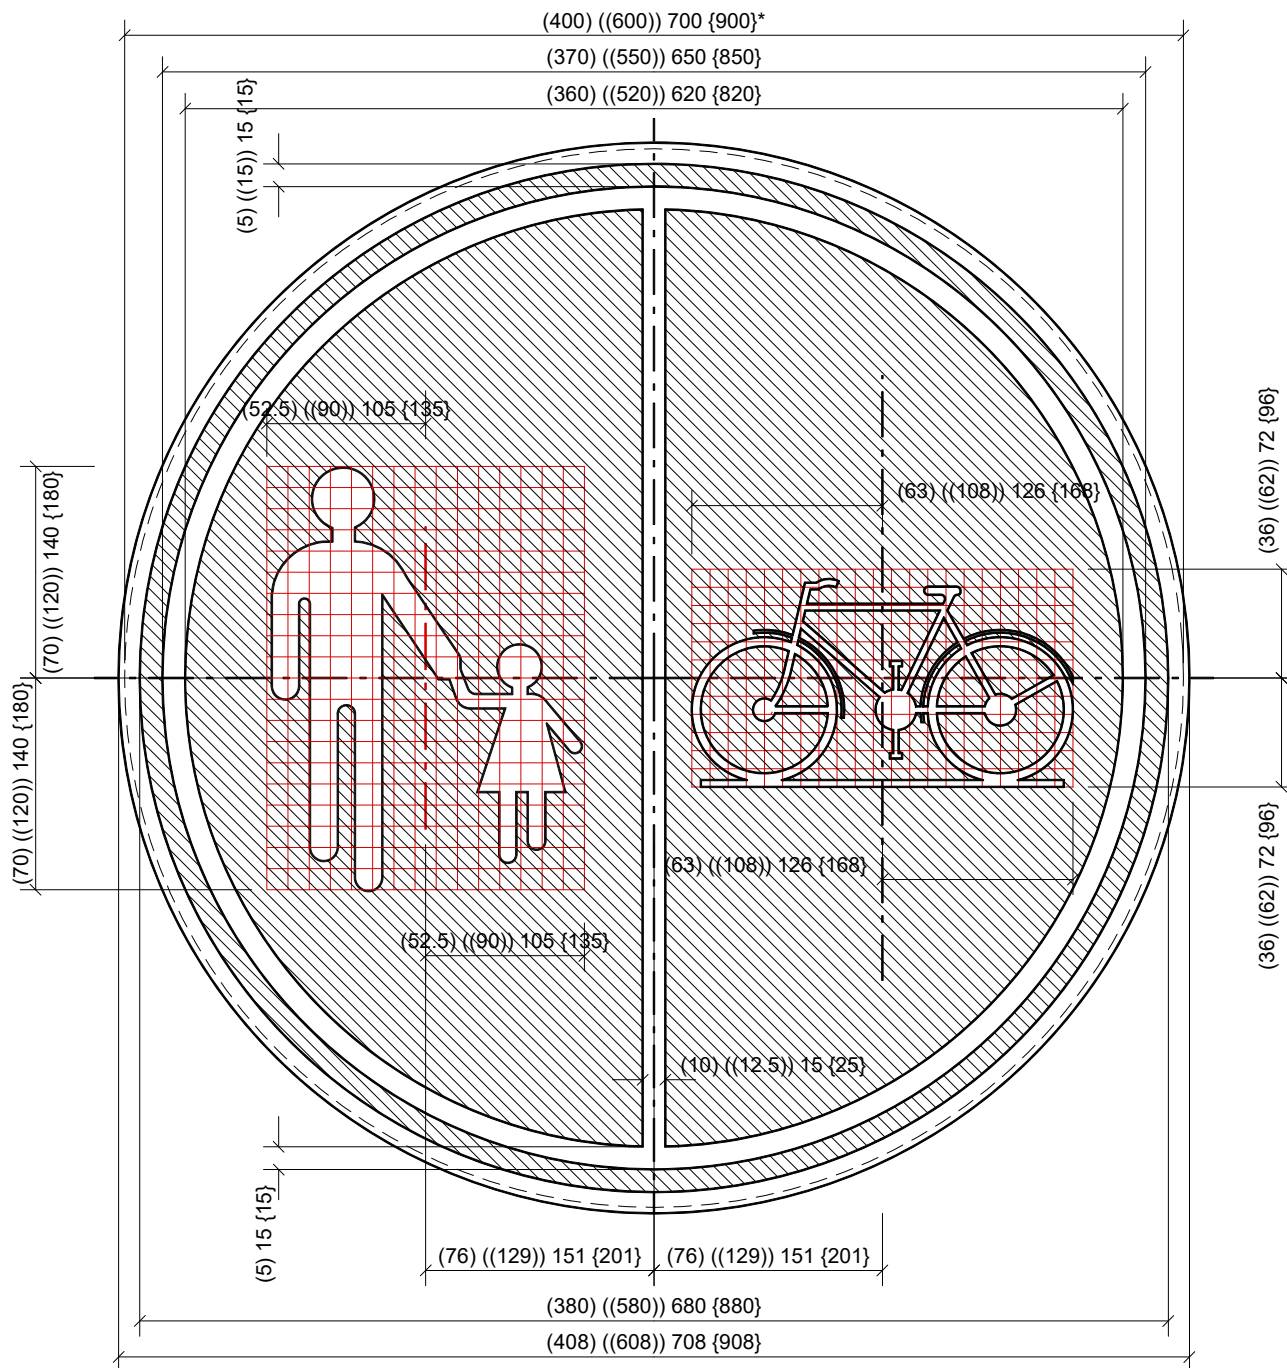 (400) ((600)) 700 {900}*
(370) ((550)) 650 {850}
(360) ((520)) 620 {820}
(5) ((15)) 15 {15}
(52.5) ((90)) 105 {135}
(36) ((62)) 72 {96}
(70) ((120)) 140 {180}
(63) ((108)) 126 {168}
(70) ((120)) 140 {180}
(63) ((108)) 126 {168}
(36) ((62)) 72 {96}
(52.5) ((90)) 105 {135}
(10) ((12.5)) 15 {25}
(5) 15 {15}
(76) ((129)) 151 {201}
(76) ((129)) 151 {201}
(380) ((580)) 680 {880}
(408) ((608)) 708 {908}